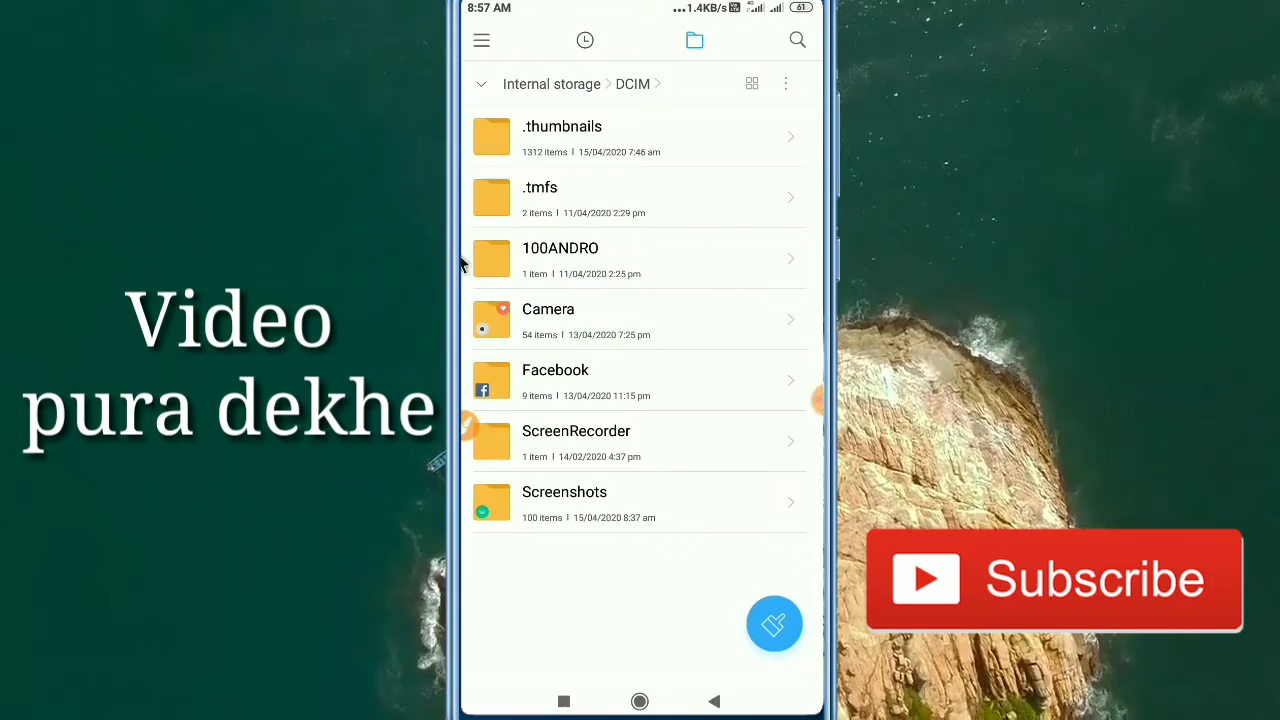 8:57 AM
...1.4KB/s
4G
61
Internal storage
DCIM
.thumbnails
1312 items | 15/04/2020 7:46 am
.tmfs
2 items | 11/04/2020 2:29 pm
100ANDRO
1 item | 11/04/2020 2:25 pm
Camera
54 items | 13/04/2020 7:25 pm
Facebook
9 items | 13/04/2020 11:15 pm
ScreenRecorder
1 item | 14/02/2020 4:37 pm
Screenshots
100 items | 15/04/2020 8:37 am
Video
pura dekhe
Subscribe